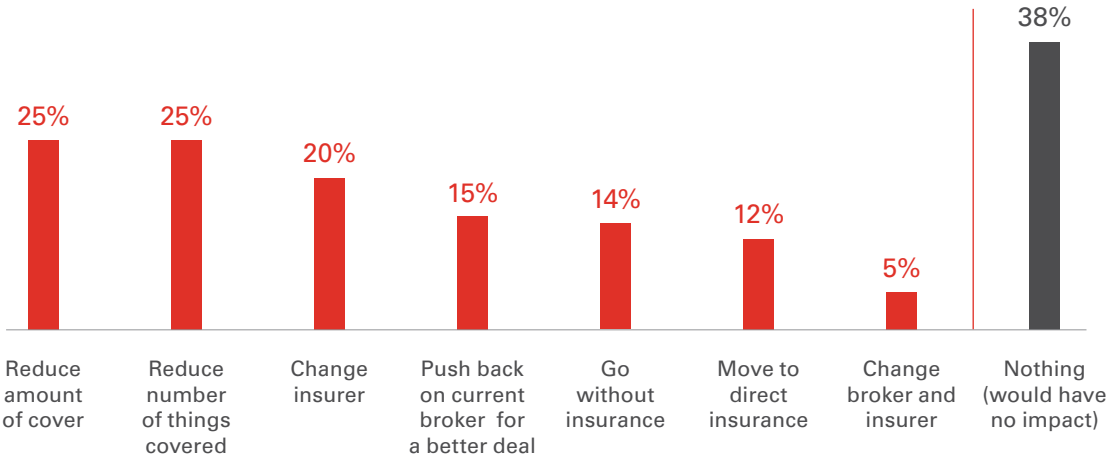 38%
25%
25%
20%
15%
14%
12%
5%
Reduce
amount
of cover
Reduce
number
of things
covered
Change
insurer
Push back
on current
broker for
a better deal
Go
without
insurance
Move to
direct
insurance
Change
broker and
insurer
Nothing
(would have
no impact)